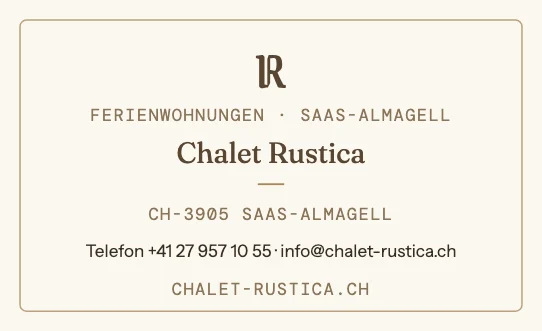 R
FERIENWOHNUNGEN · SAAS-ALMAGELL
Chalet Rustica
CH-3905 SAAS-ALMAGELL
Telefon +41 27 957 10 55 · info@chalet-rustica.ch
CHALET-RUSTICA.CH